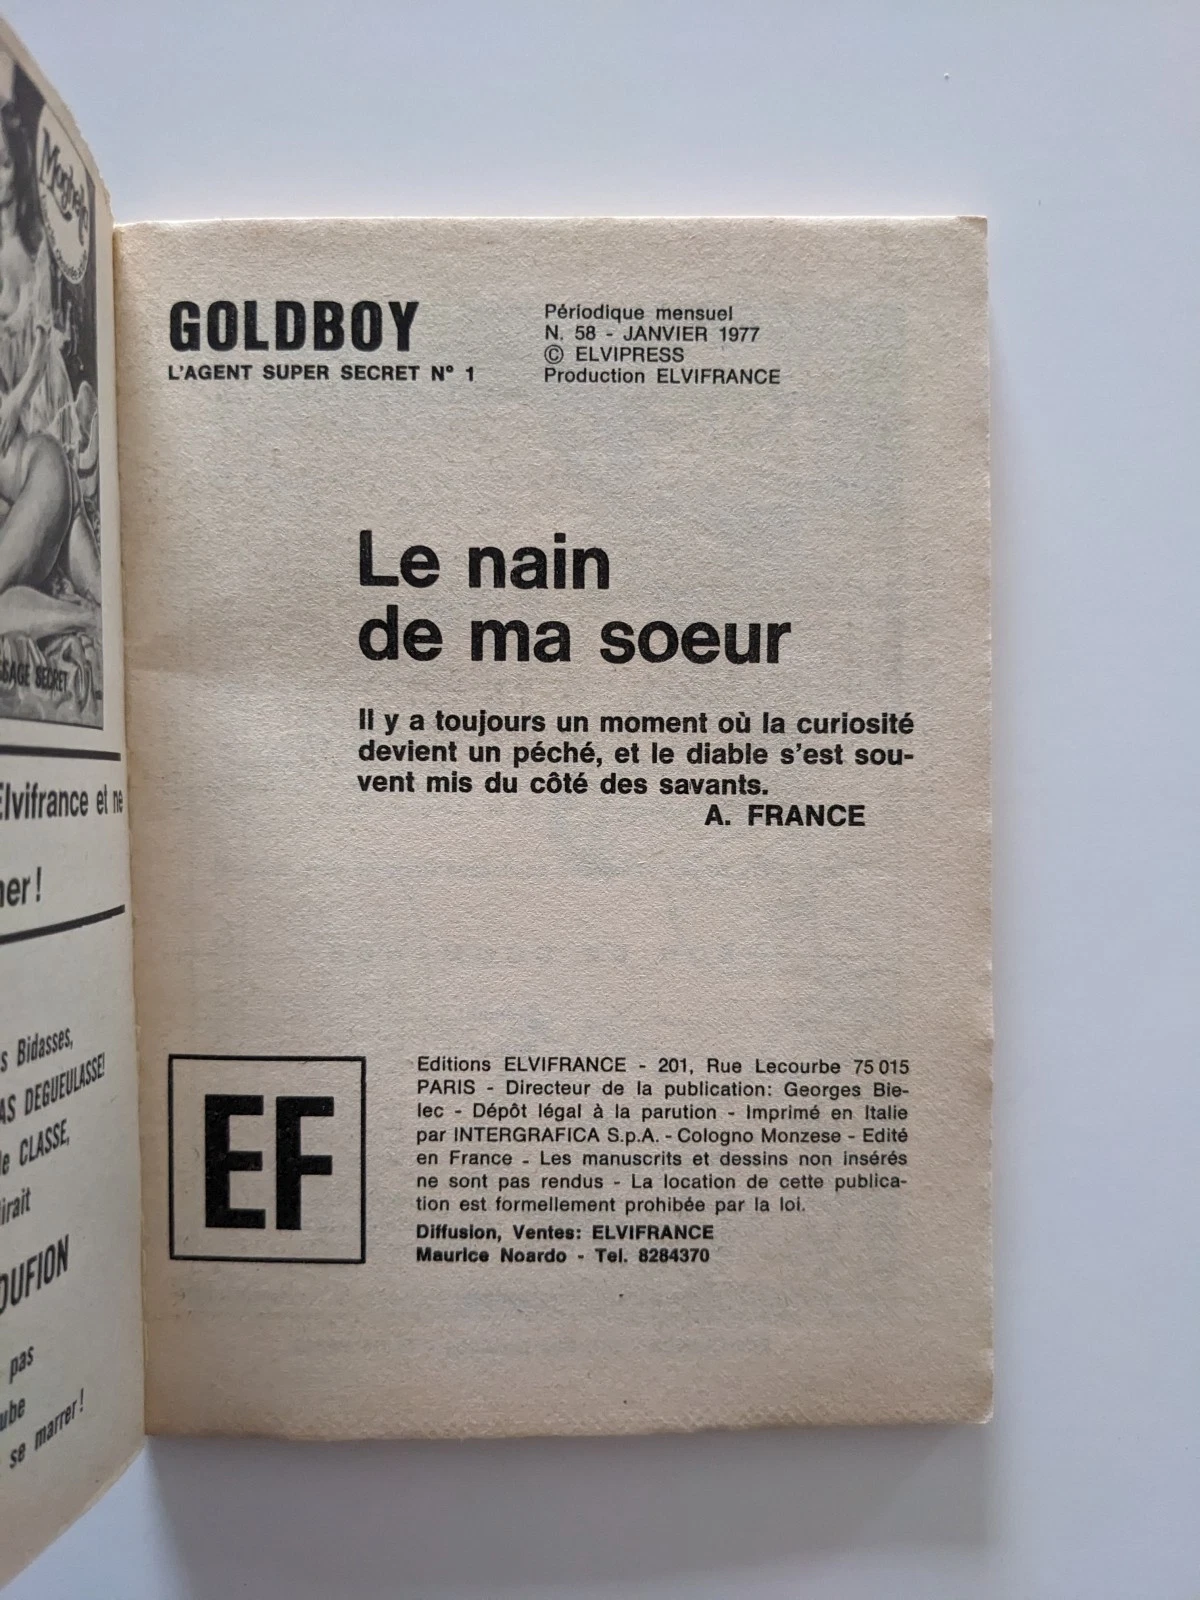 SSAGE SECRET
Elvifrance et ne
her!
s Bidasses,
AS DEGUEULASSE!
de CLASSE,
dirait
OUFION
pas
ube
se marrer!
GOLDBOY
L'AGENT SUPER SECRET N° 1
Périodique mensuel
N. 58 - JANVIER 1977
© ELVIPRESS
Production ELVIFRANCE
Le nain
de ma soeur
Il y a toujours un moment où la curiosité
devient un péché, et le diable s'est sou-
vent mis du côté des savants.
A. FRANCE
EF
Editions ELVIFRANCE - 201, Rue Lecourbe 75 015
PARIS - Directeur de la publication: Georges Bie-
lec - Dépôt légal à la parution - Imprimé en Italie
par INTERGRAFICA S.p.A. - Cologno Monzese - Edité
en France - Les manuscrits et dessins non insérés
ne sont pas rendus - La location de cette publica-
tion est formellement prohibée par la loi.
Diffusion, Ventes: ELVIFRANCE
Maurice Noardo - Tel. 8284370